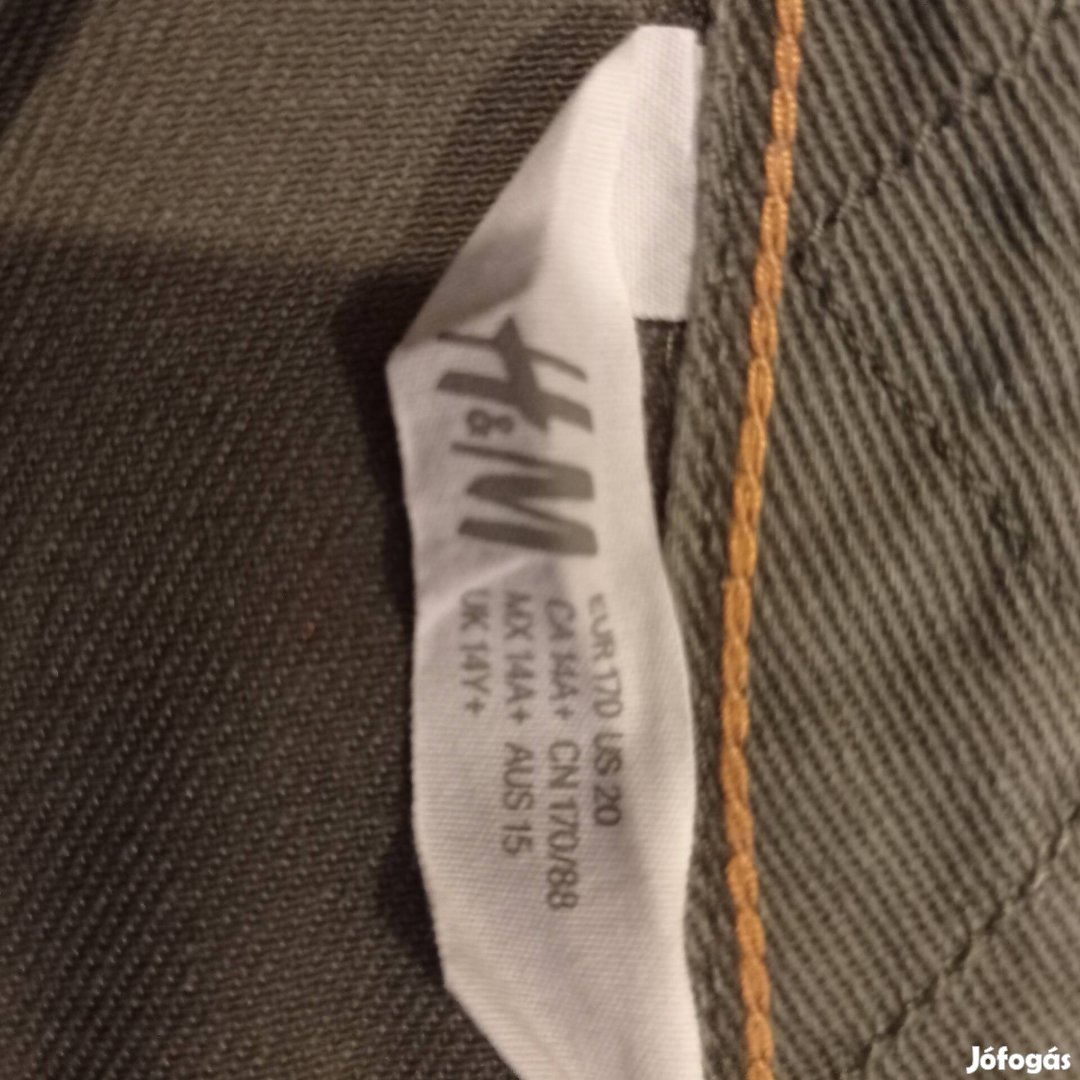 H&M
EUR 170 US 20
CA 14A+ CN 170/88
MX 14A+ AUS 15
UK 14Y+
Jófogás